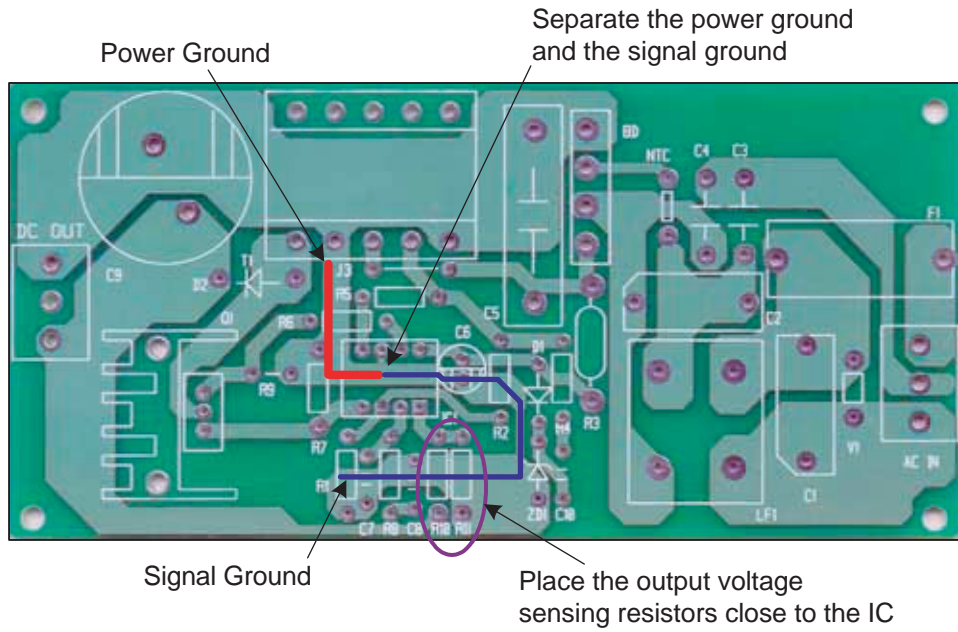 Separate the power ground
and the signal ground
Power Ground
BD
NTC
C4
C3
F1
DC OUT
T1
D2
C9
J3
R5
C5
C2
Q1
R6
C6
D1
R9
R7
R2
R4
R3
V1
AC IN
R1
C7
R8
C8
R10
R11
ZD1
C10
C1
LF1
Signal Ground
Place the output voltage
sensing resistors close to the IC